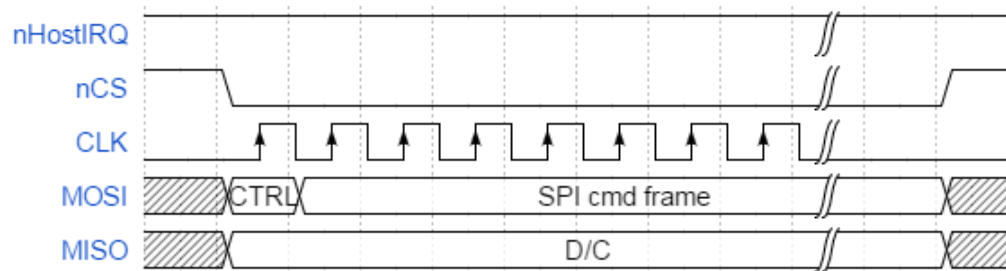 nHostIRQ
nCS
CLK
MOSI CTRL SPI cmd frame
MISO D/C